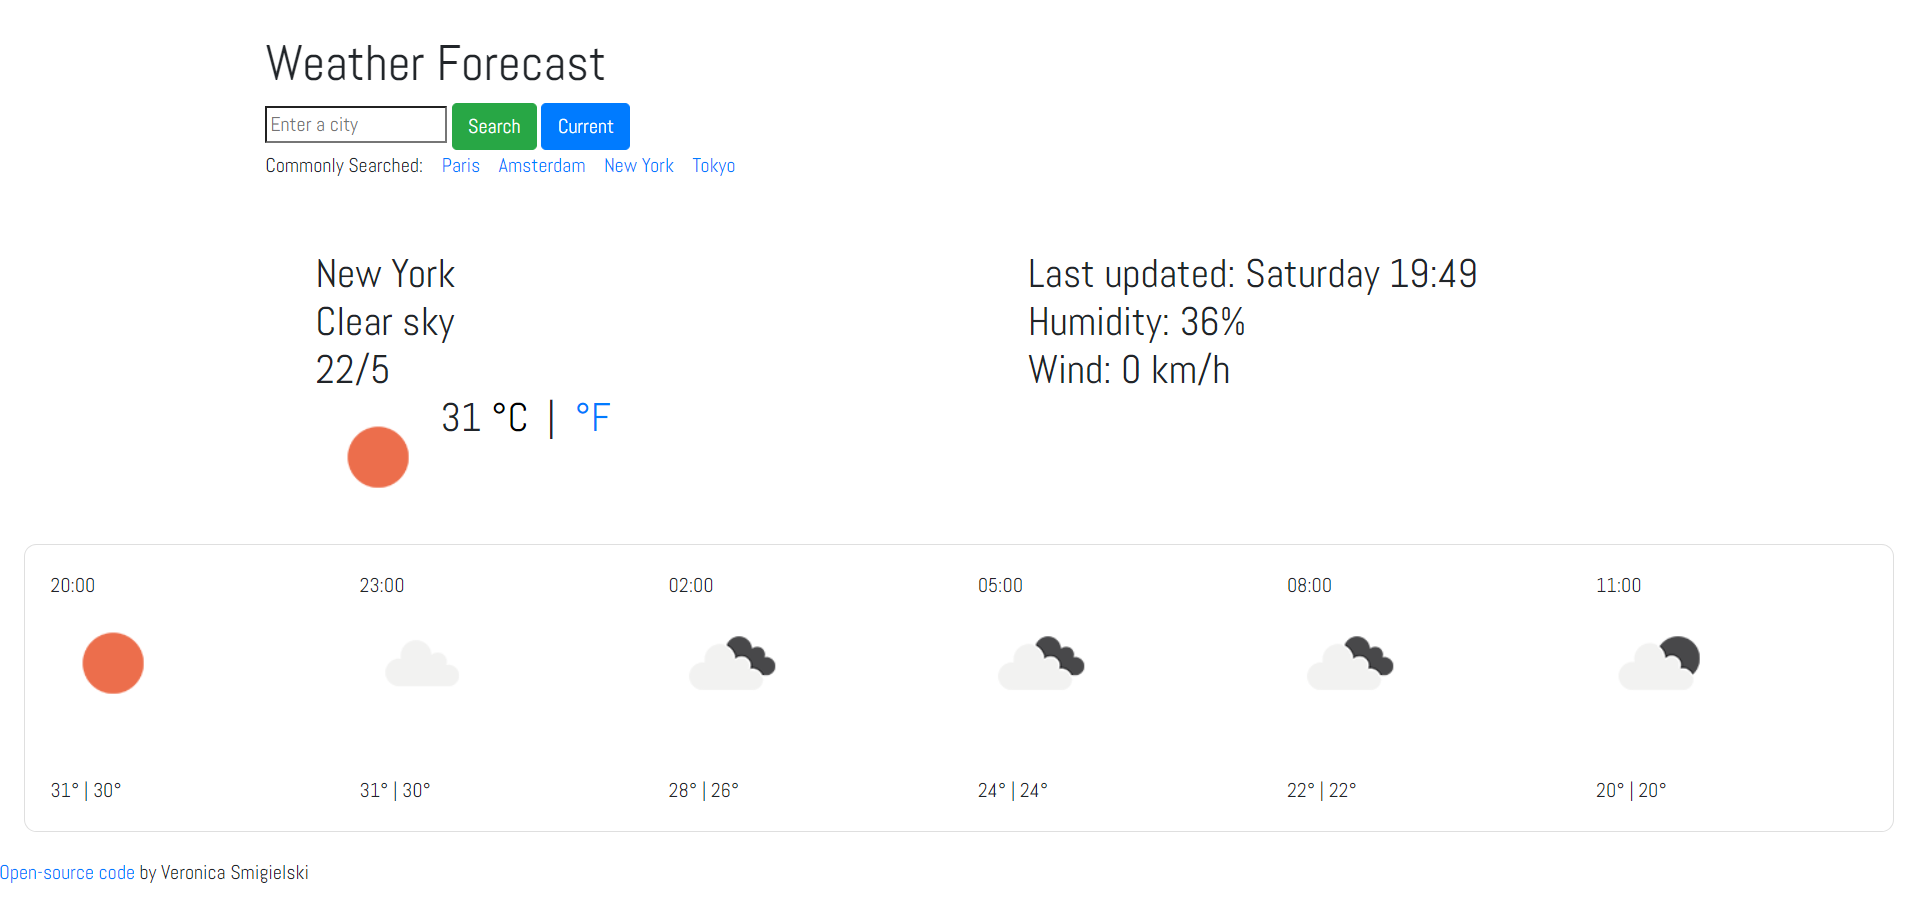 Weather Forecast
Enter a city Search Current
Commonly Searched: Paris Amsterdam New York Tokyo
New York
Clear sky
22/5
31 °C | °F
Last updated: Saturday 19:49
Humidity: 36%
Wind: 0 km/h
20:00 23:00 02:00 05:00 08:00 11:00
31° | 30° 31° | 30° 28° | 26° 24° | 24° 22° | 22° 20° | 20°
Open-source code by Veronica Smigielski